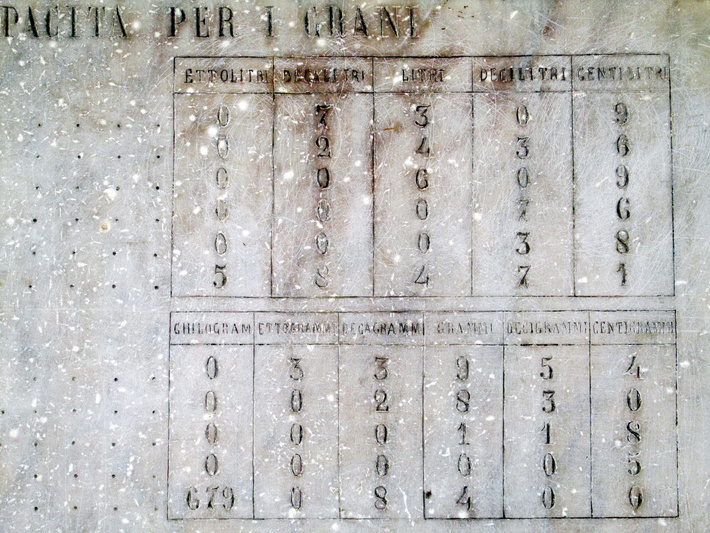 PACITA PER I GRANI
ETTOLITRI DECALITRI LITRI DECILITRI CENTILITRI
0 7 3 0 9
0 2 4 3 6
0 0 6 0 9
0 0 0 7 6
0 0 0 3 8
5 8 4 7 1
CHILOGRAM ETTOGRAMMI DECAGRAMMI GRAMMI DECIGRAMMI CENTIGRAMMI
0 3 3 9 5 4
0 0 2 8 3 0
0 0 0 1 1 8
0 0 0 0 0 5
679 0 8 4 0 0